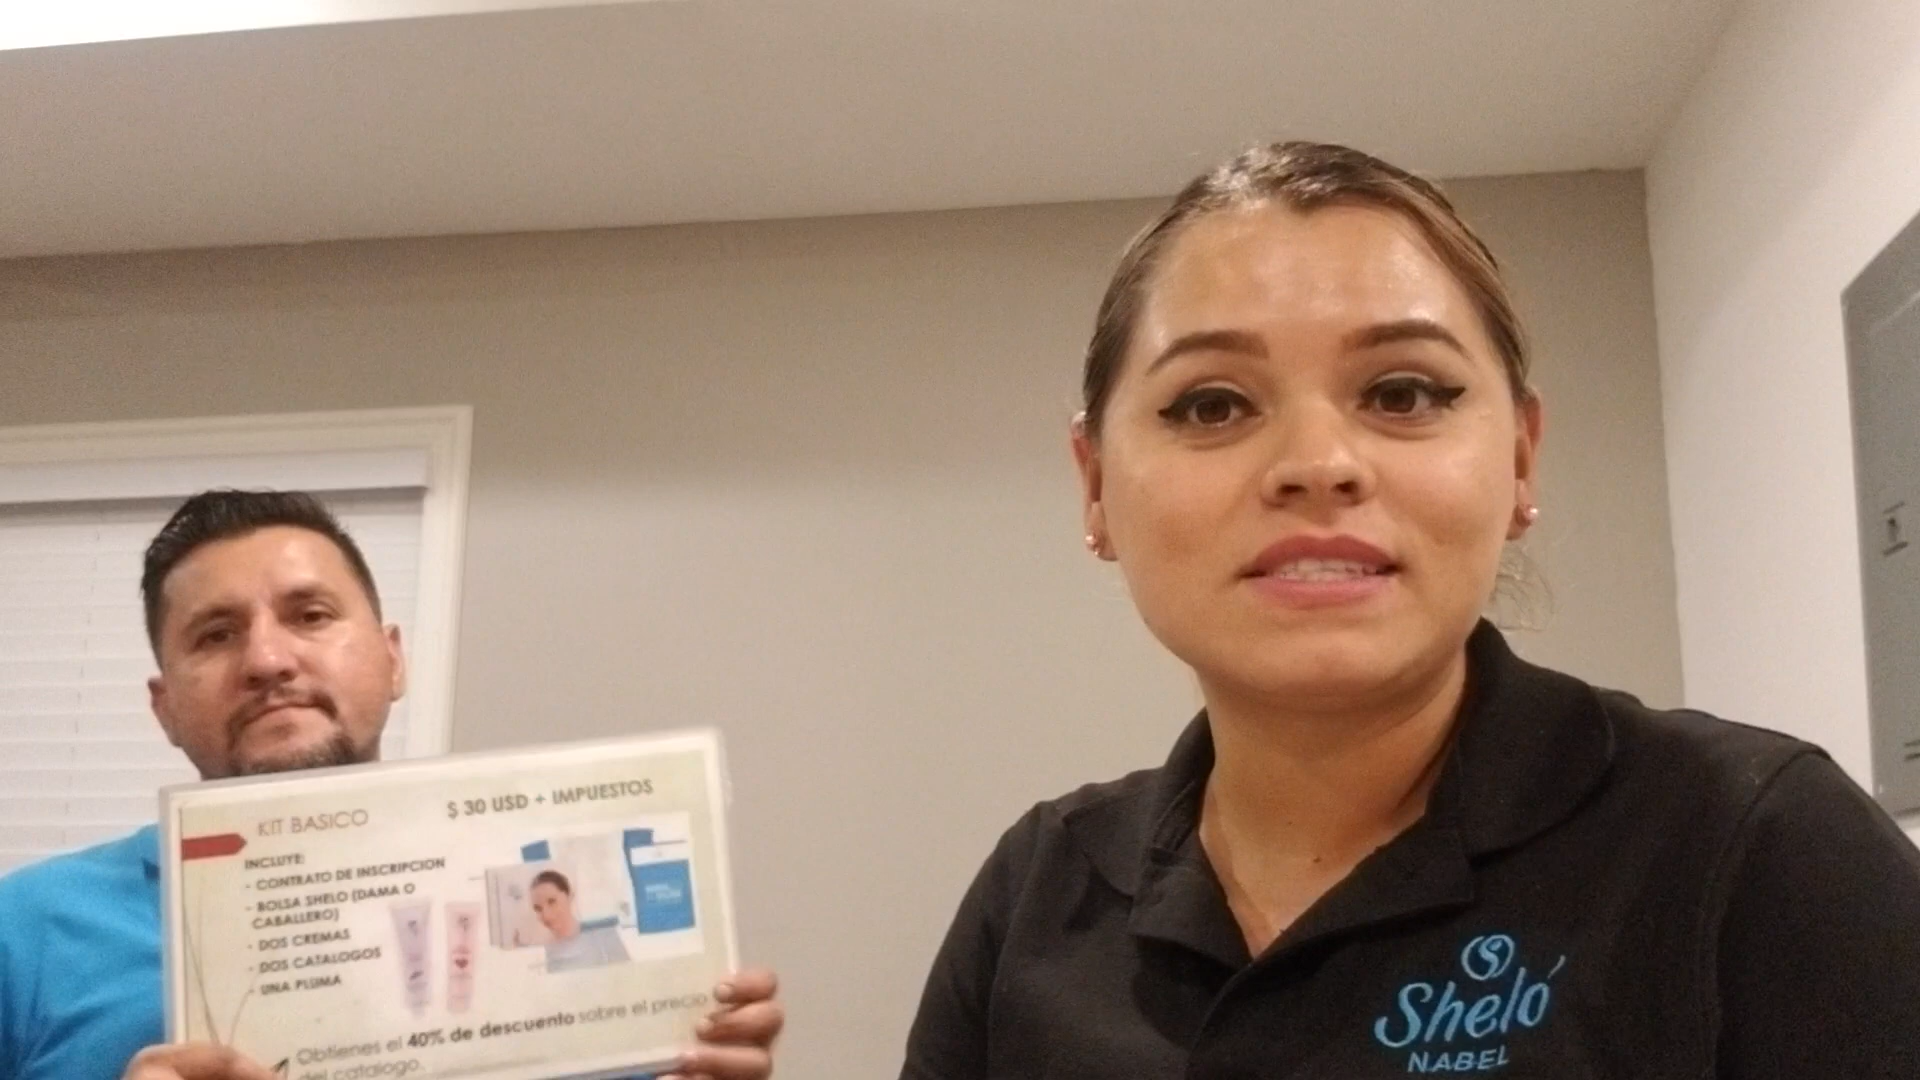 KIT BASICO
$ 30 USD + IMPUESTOS
INCLUYE:
- CONTRATO DE INSCRIPCION
- BOLSA SHELO (DAMA O
CABALLERO)
- DOS CREMAS
- DOS CATALOGOS
- UNA PLUMA
Obtienes el 40% de descuento sobre el precio
del catalogo.
Sheló
NABEL